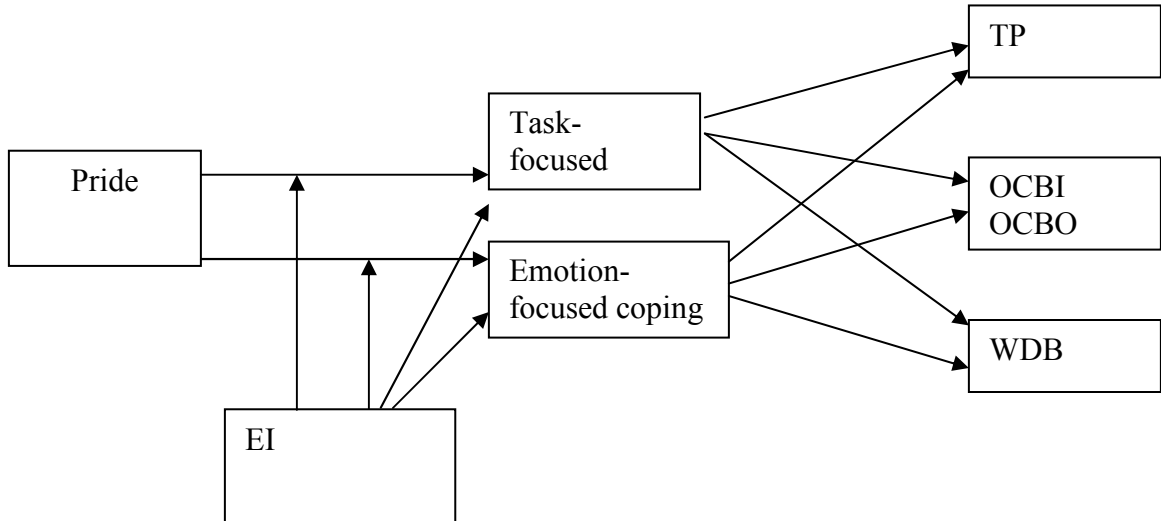 TP
Task-
focused
Pride
OCBI
OCBO
Emotion-
focused coping
WDB
EI